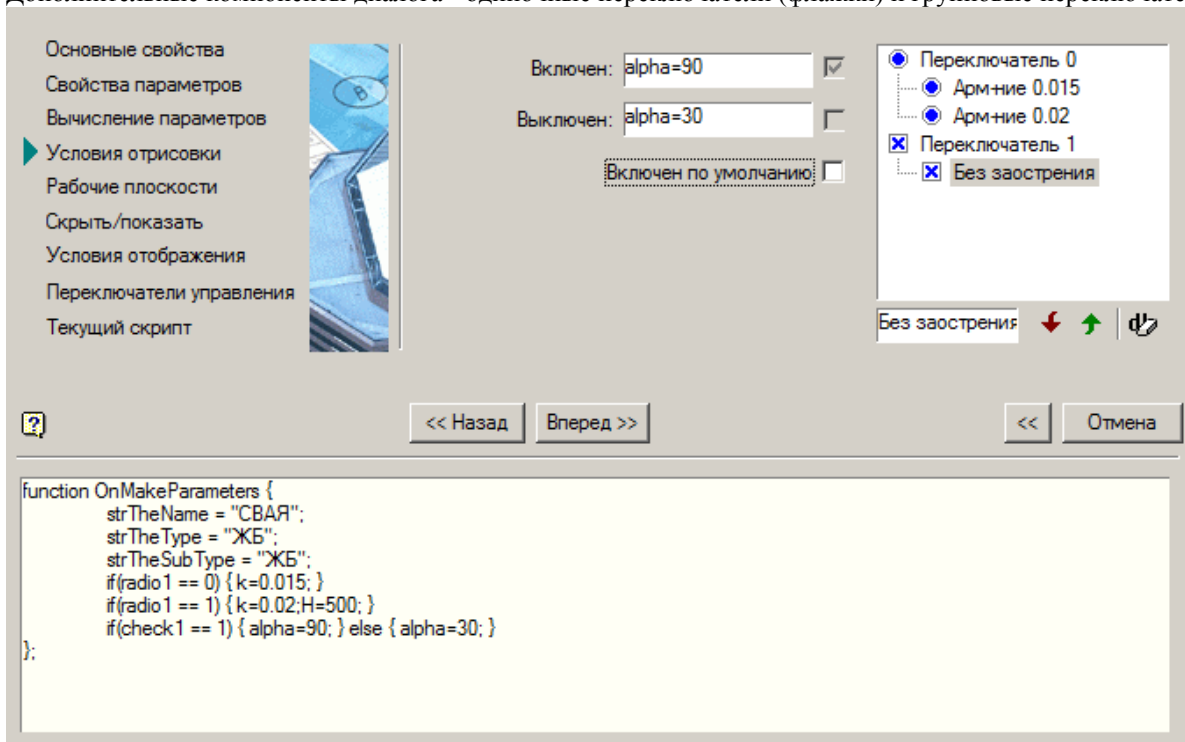 Дополнительные компоненты диалога
Основные свойства
Свойства параметров
Вычисление параметров
Условия отрисовки
Рабочие плоскости
Скрыть/показать
Условия отображения
Переключатели управления
Текущий скрипт
B
Включен: alpha=90
Выключен: alpha=30
Включен по умолчанию
Переключатель 0
Арм+ние 0.015
Арм+ние 0.02
Переключатель 1
Без заострения
Без заострения
<< Назад
Вперед >>
<<
Отмена
function OnMakeParameters {
strTheName = "СВАЯ";
strTheType = "ЖБ";
strTheSubType = "ЖБ";
if(radio1 == 0) { k=0.015; }
if(radio1 == 1) { k=0.02;H=500; }
if(check1 == 1) { alpha=90; } else { alpha=30; }
};